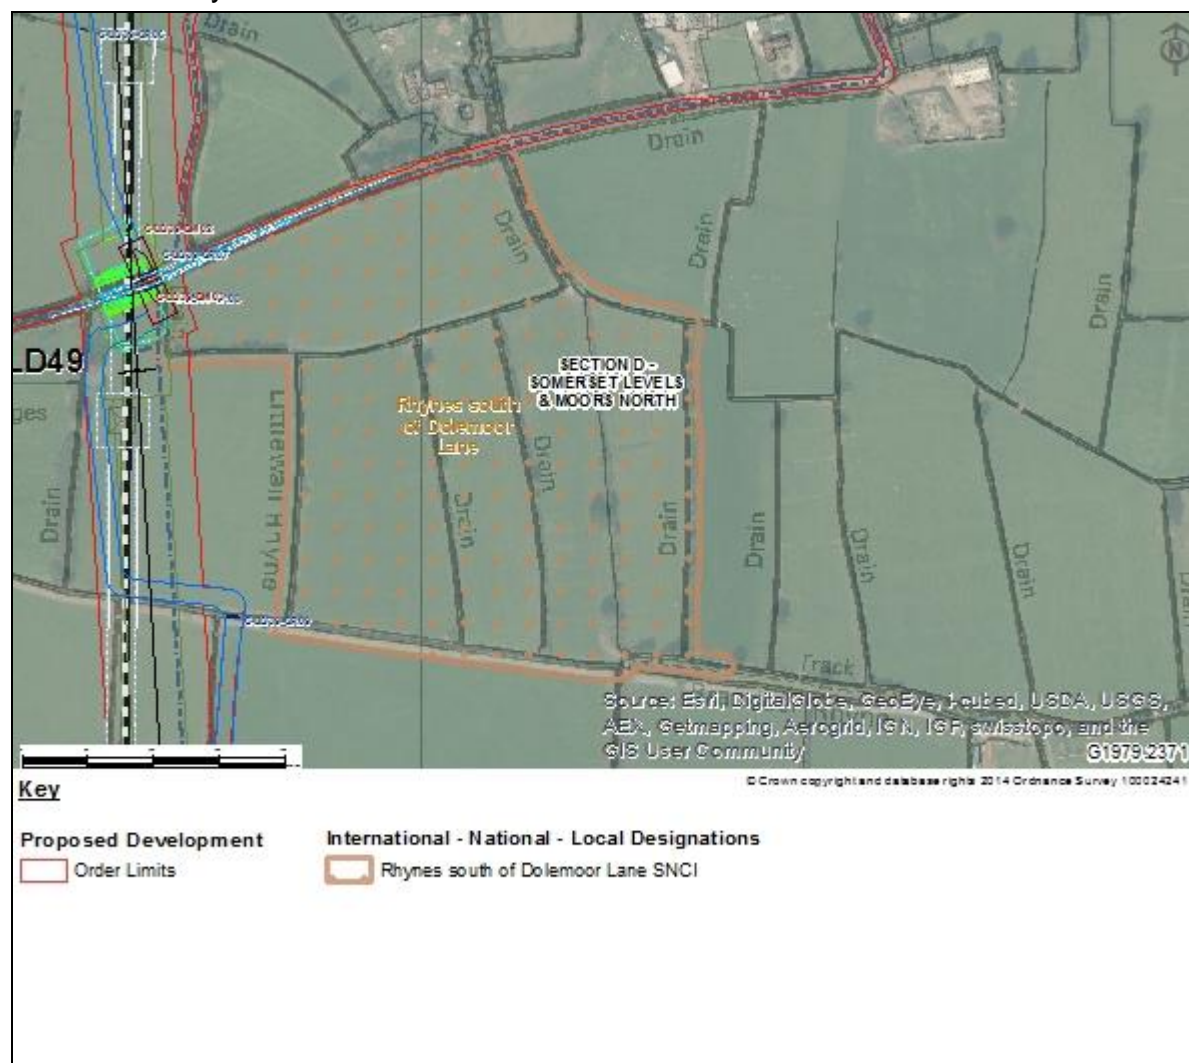 Drain
N
Drain
Drain
Drain
LD49
Drain
SECTION D -
SOMERSET LEVELS
& MOORS NORTH
Rhynes south
of Dolemoor
Lane
Littlewall Rhyne
Drain
Drain
Drain
Drain
Drain
Drain
Drain
Track
Source: Esri, DigitalGlobe, GeoEye, i-cubed, USDA, USGS,
AEX, Getmapping, Aerogrid, IGN, IGP, swisstopo, and the
GIS User Community
G1979.2371
© Crown copyright and database rights 2014 Ordnance Survey 100024241
Key
Proposed Development
Order Limits
International - National - Local Designations
Rhynes south of Dolemoor Lane SNCI